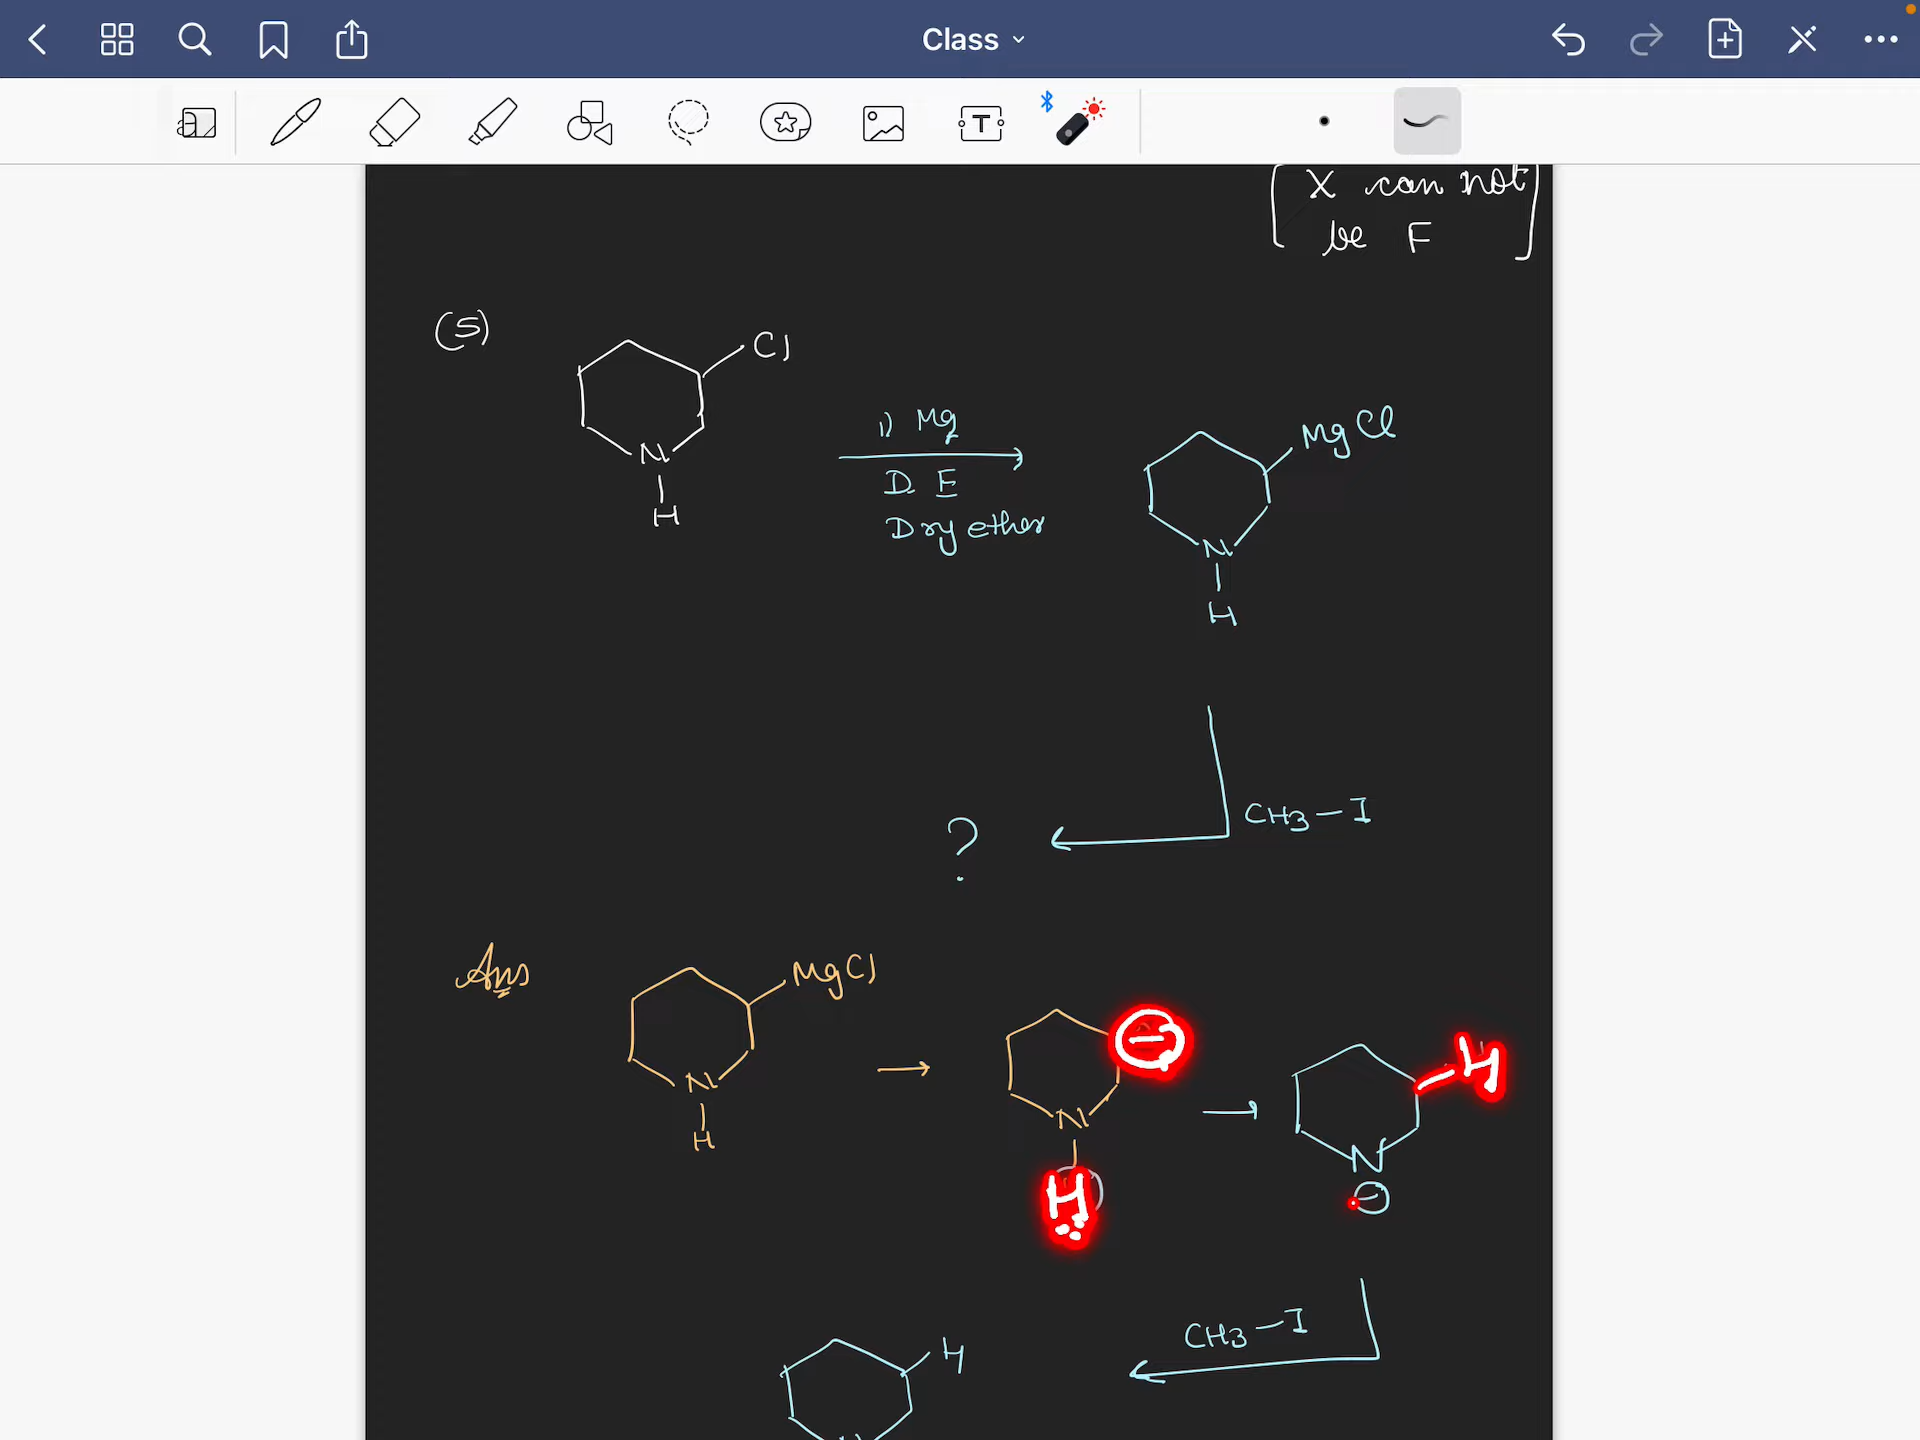 Class
T
X can not
be F
(5)
Cl
N
H
1) Mg
D E
Dry ether
MgCl
N
H
?
CH3-I
Ans
MgCl
N
H
N
H
H
N
CH3-I
H
N